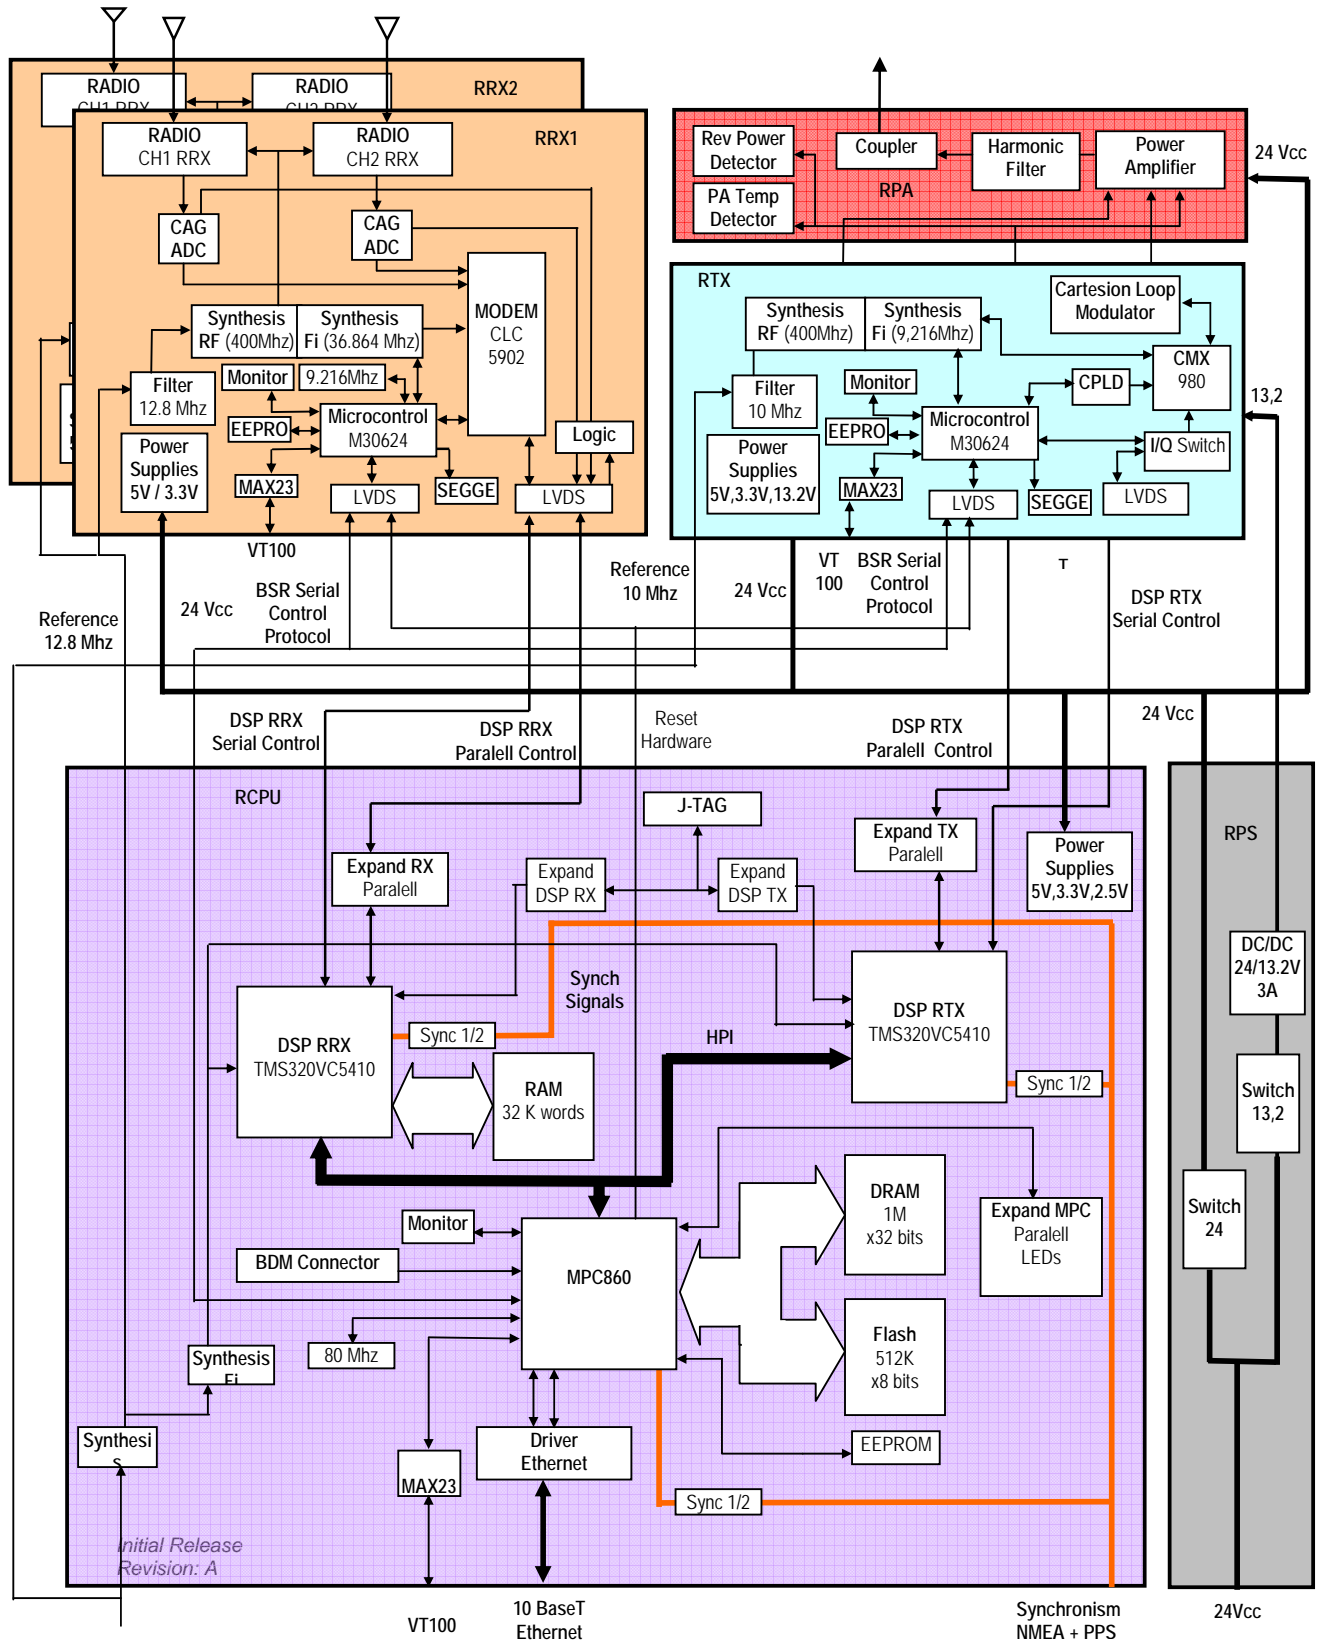 RADIO
CH1 RRX
RADIO
CH2 RRX
RRX2
RADIO
CH1 RRX
RADIO
CH2 RRX
RRX1
CAG
ADC
CAG
ADC
MODEM
CLC
5902
Synthesis
RF (400Mhz)
Synthesis
Fi (36.864 Mhz)
Monitor
9.216Mhz
Filter
12.8 Mhz
EEPRO
Microcontrol
M30624
Logic
Power
Supplies
5V / 3.3V
MAX23
LVDS
SEGGE
LVDS
VT100
Rev Power
Detector
Coupler
Harmonic
Filter
Power
Amplifier
RPA
PA Temp
Detector
24 Vcc
RTX
Synthesis
RF (400Mhz)
Synthesis
Fi (9,216Mhz)
Cartesion Loop
Modulator
CMX
980
Monitor
CPLD
Filter
10 Mhz
13,2
EEPRO
Microcontrol
M30624
I/Q Switch
Power
Supplies
5V,3.3V,13.2V
MAX23
LVDS
SEGGE
LVDS
VT
100
BSR Serial
Control
Protocol
T
Reference
10 Mhz
24 Vcc
DSP RTX
Serial Control
Reference
12.8 Mhz
24 Vcc
BSR Serial
Control
Protocol
DSP RRX
Serial Control
DSP RRX
Paralell Control
Reset
Hardware
DSP RTX
Paralell Control
24 Vcc
RCPU
J-TAG
Expand RX
Paralell
Expand
DSP RX
Expand
DSP TX
Expand TX
Paralell
Power
Supplies
5V,3.3V,2.5V
RPS
DC/DC
24/13.2V
3A
Synch
Signals
DSP RRX
TMS320VC5410
Sync 1/2
HPI
DSP RTX
TMS320VC5410
RAM
32 K words
Sync 1/2
Switch
13,2
Switch
24
Monitor
BDM Connector
MPC860
DRAM
1M
x32 bits
Expand MPC
Paralell
LEDs
Flash
512K
x8 bits
80 Mhz
Synthesis
Fi
Synthesi
s
Driver
Ethernet
EEPROM
MAX23
Sync 1/2
Initial Release
Revision: A
VT100
10 BaseT
Ethernet
Synchronism
NMEA + PPS
24Vcc